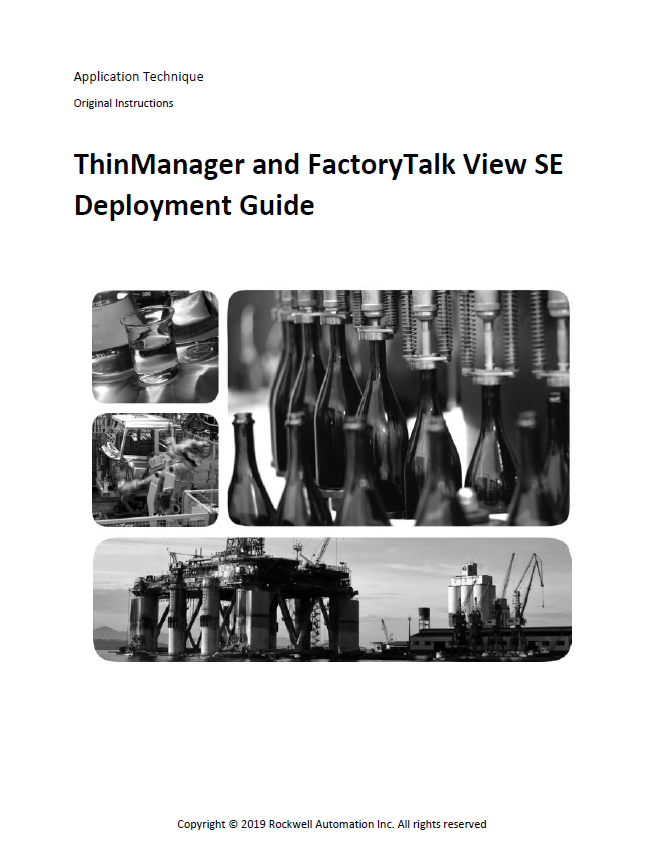 Application Technique
Original Instructions
ThinManager and FactoryTalk View SE
Deployment Guide
Copyright © 2019 Rockwell Automation Inc. All rights reserved